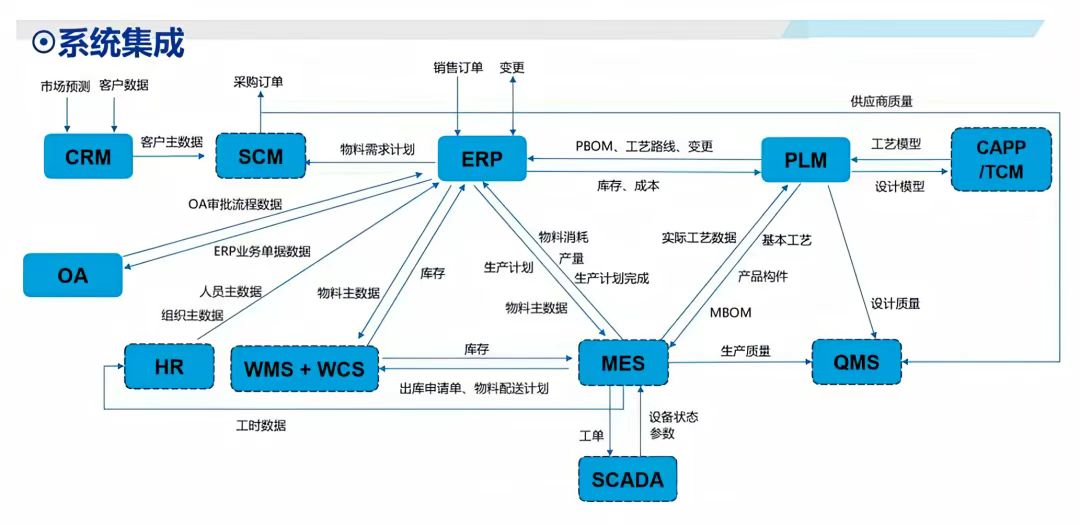 系统集成
市场预测
客户数据
采购订单
销售订单
变更
供应商质量
CRM
客户主数据
SCM
物料需求计划
ERP
PBOM、工艺路线、变更
库存、成本
PLM
工艺模型
设计模型
CAPP
/TCM
OA审批流程数据
ERP业务单据数据
OA
人员主数据
组织主数据
物料主数据
库存
生产计划
物料主数据
物料消耗
产量
生产计划完成
实际工艺数据
基本工艺
产品构件
MBOM
设计质量
HR
WMS + WCS
库存
出库申请单、物料配送计划
MES
生产质量
QMS
工时数据
工单
设备状态
参数
SCADA